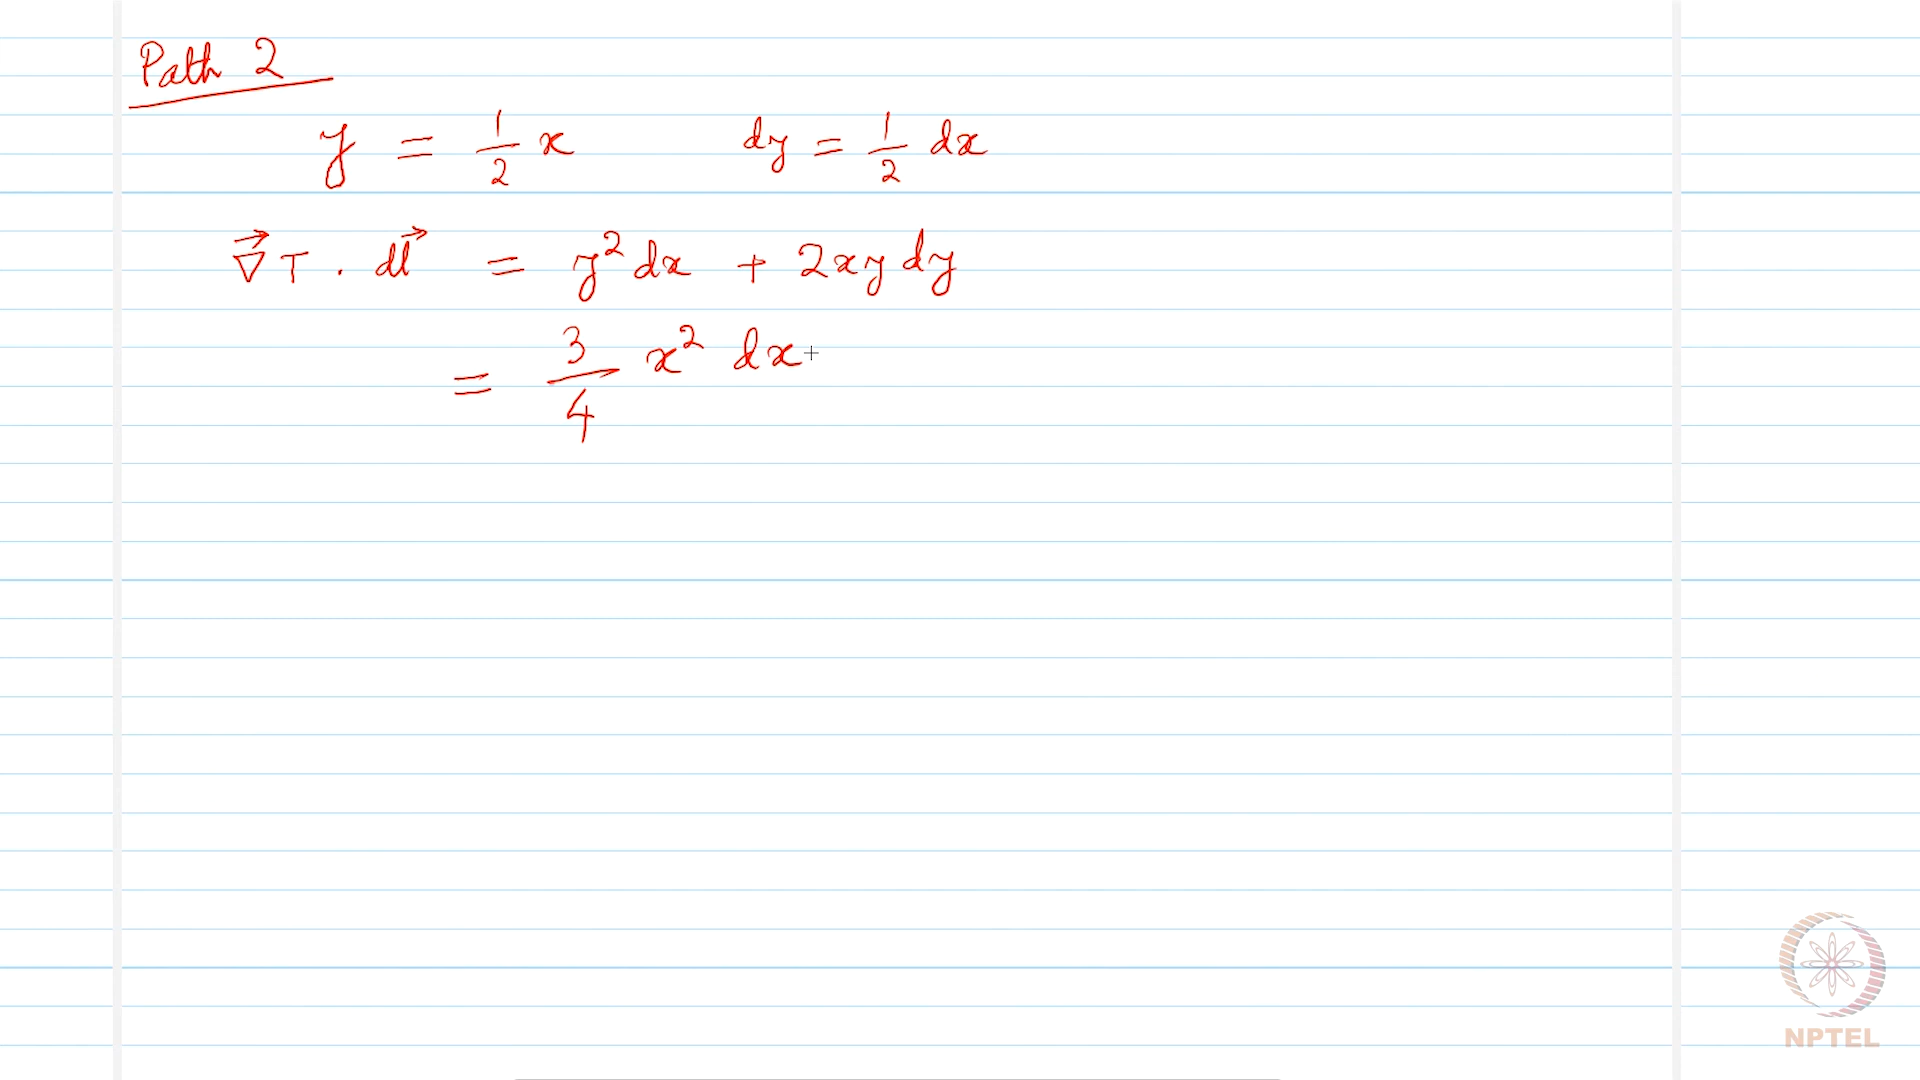 Path 2
y = 1/2 x    dy = 1/2 dx
∇⃗T · dl⃗ = y² dx + 2xy dy
= 3/4 x² dx
NPTEL